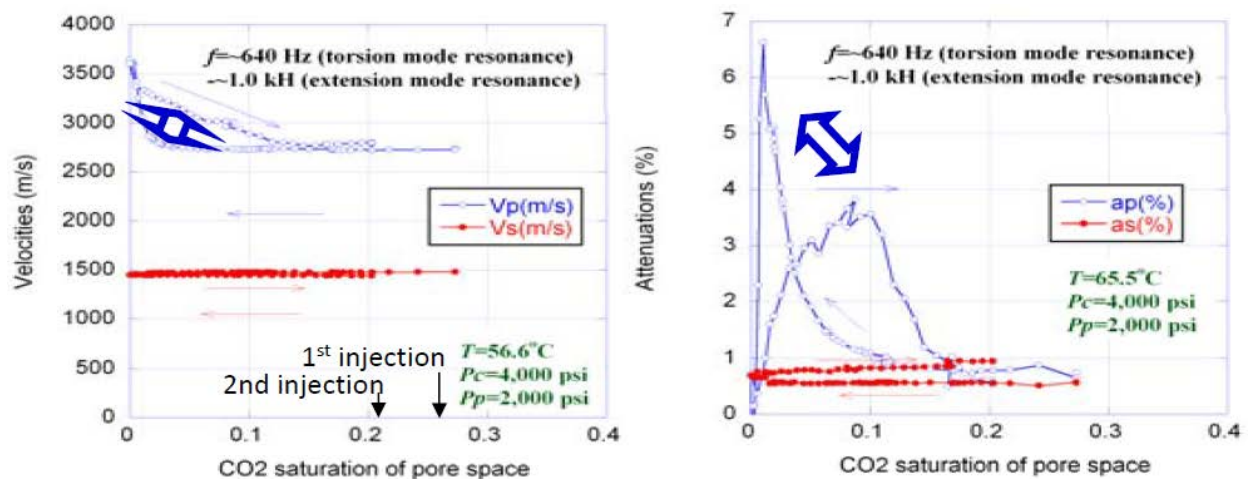 4000
3500
3000
2500
2000
1500
1000
500
0
Velocities (m/s)
f=~640 Hz (torsion mode resonance)
-~1.0 kH (extension mode resonance)
Vp(m/s)
Vs(m/s)
1st injection
2nd injection
T=56.6°C
Pc=4,000 psi
Pp=2,000 psi
0 0.1 0.2 0.3 0.4
CO2 saturation of pore space
7
6
5
4
3
2
1
0
Attenuations (%)
f=~640 Hz (torsion mode resonance)
-~1.0 kH (extension mode resonance)
ap(%)
as(%)
T=65.5°C
Pc=4,000 psi
Pp=2,000 psi
0 0.1 0.2 0.3 0.4
CO2 saturation of pore space